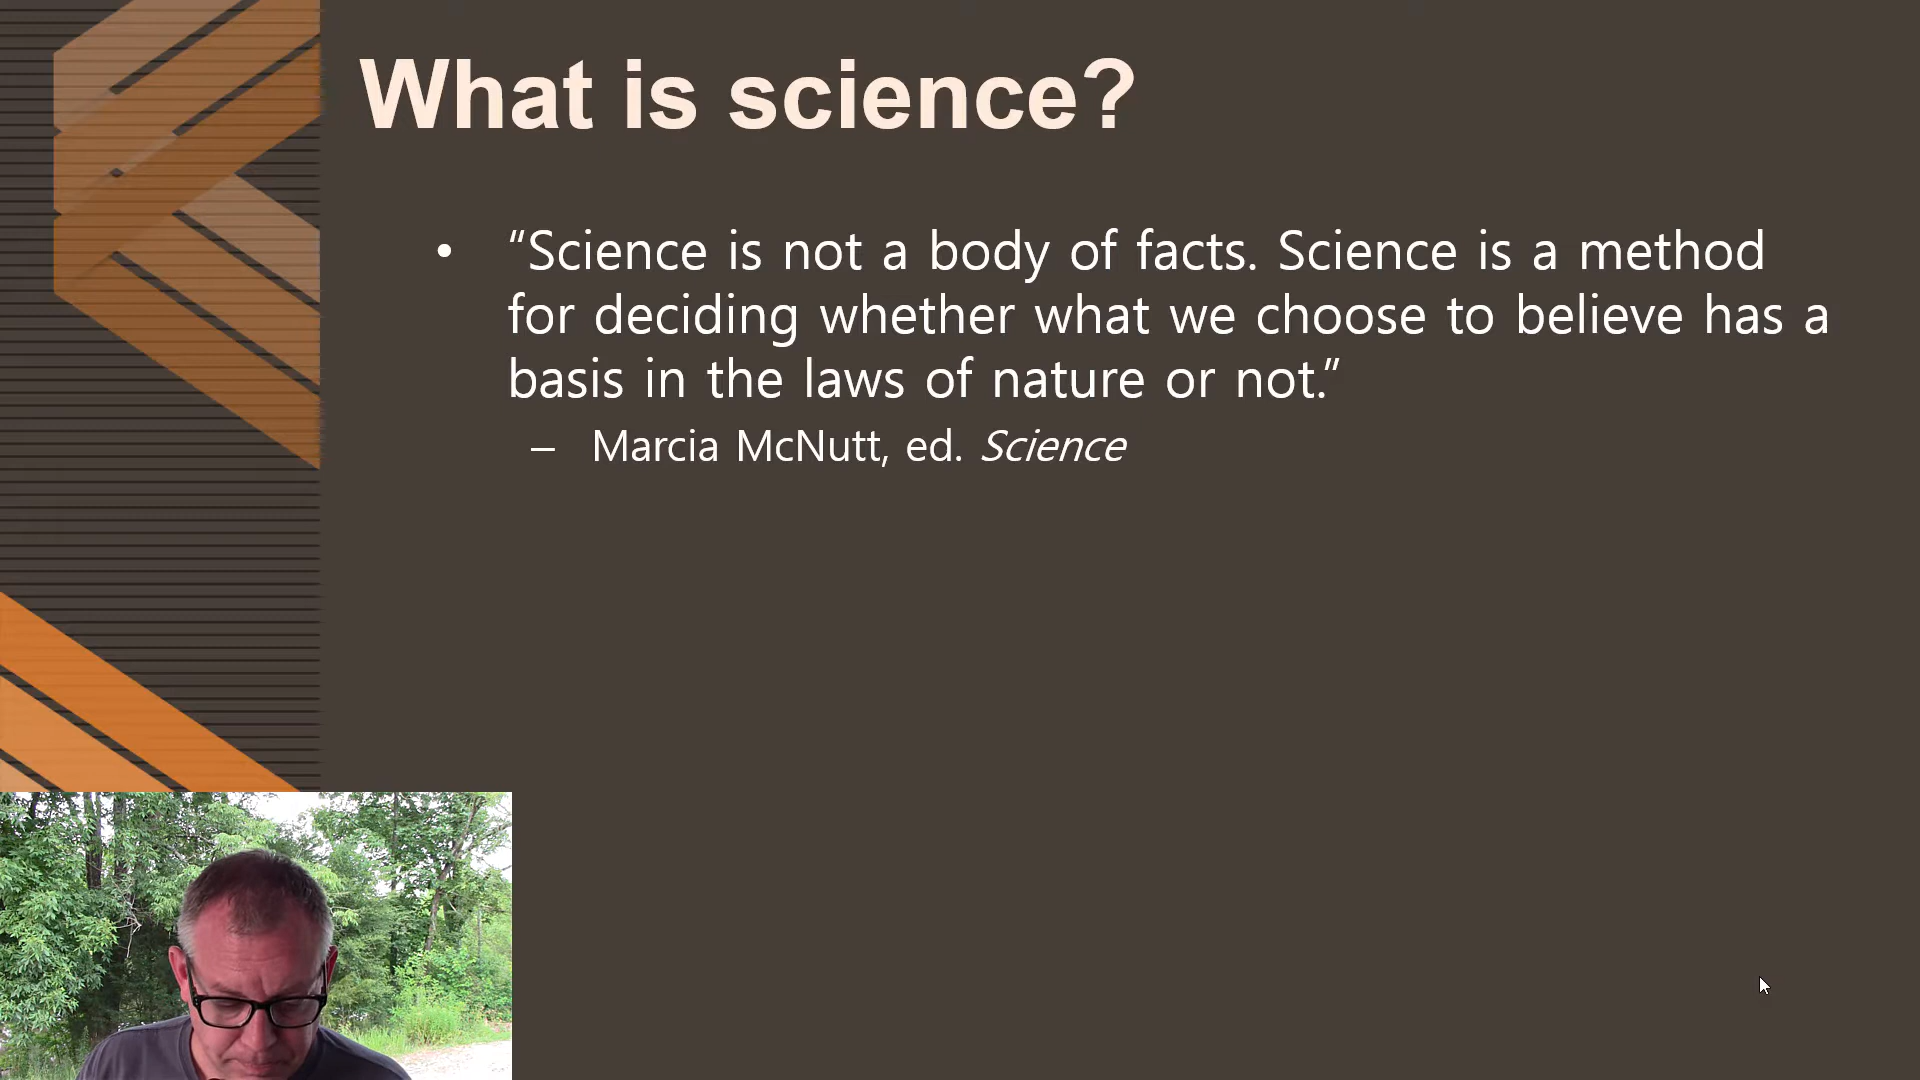 What is science?
• “Science is not a body of facts. Science is a method
for deciding whether what we choose to believe has a
basis in the laws of nature or not.”
– Marcia McNutt, ed. Science